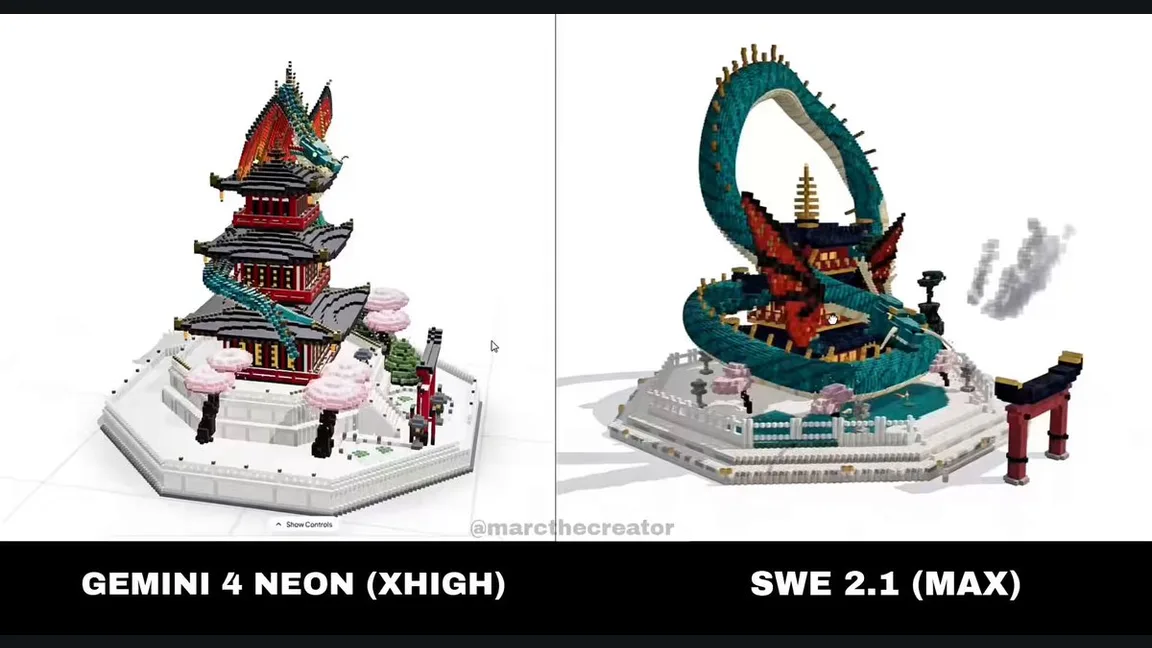 Show Controls
@marcthecreator
GEMINI 4 NEON (XHIGH)
SWE 2.1 (MAX)